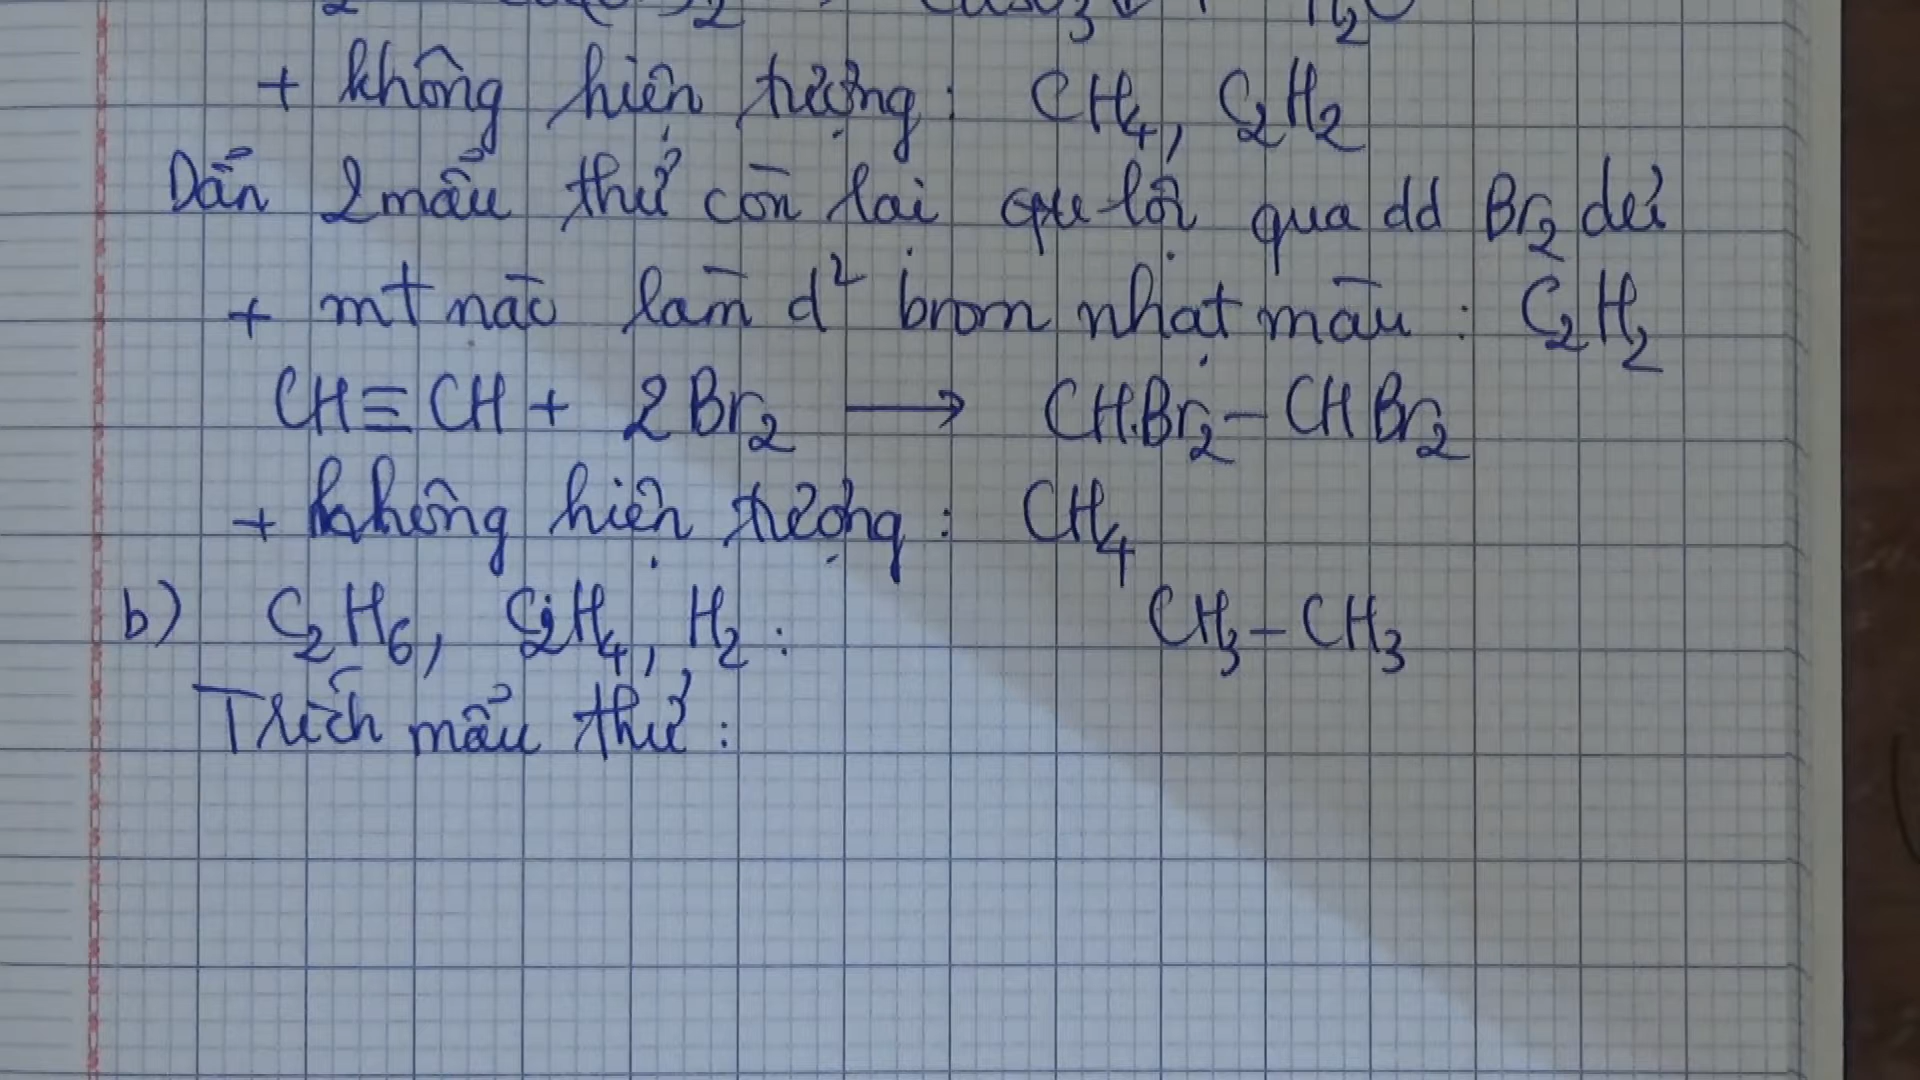 + không hiện tượng: CH₄, C₂H₂
Dẫn 2 mẫu thử còn lại lội qua dd Br₂ dư
+ mt nào làm d² brom nhạt màu: C₂H₂
CH≡CH + 2Br₂ → CHBr₂-CHBr₂
+ không hiện tượng: CH₄
b) C₂H₆, C₂H₄, H₂: CH₃-CH₃
Trích mẫu thử: